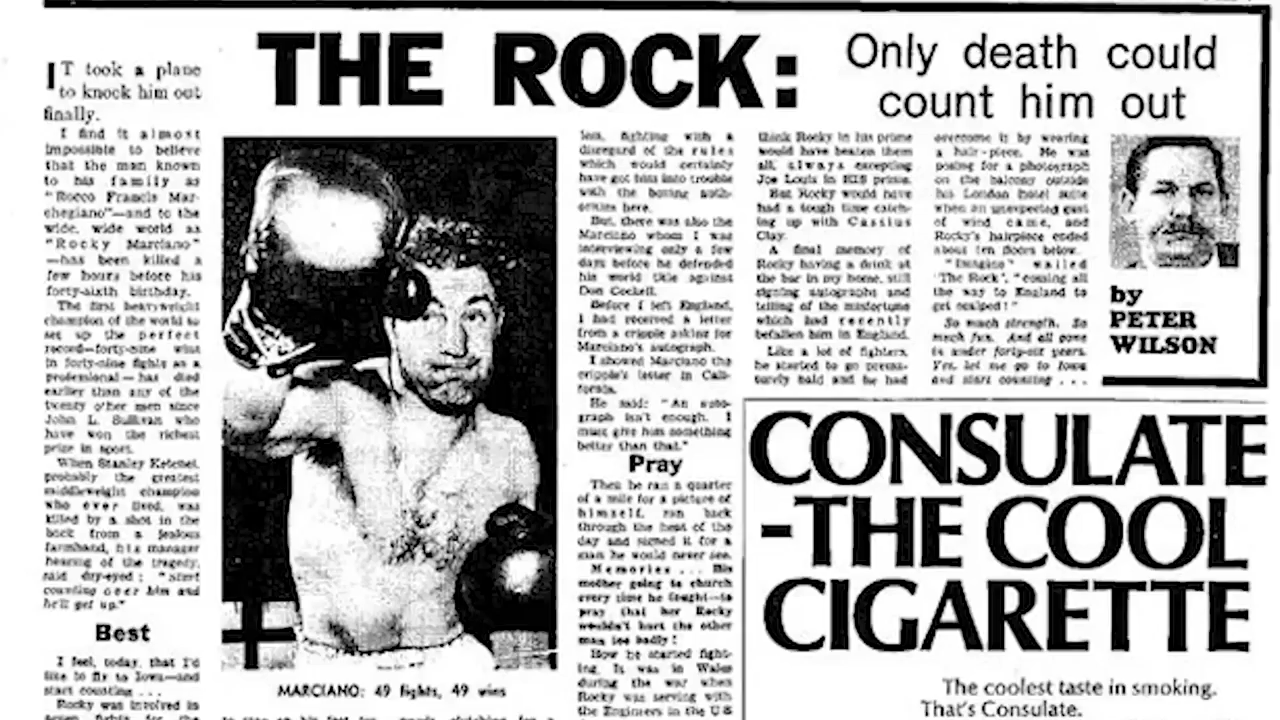 THE ROCK:
Only death could
count him out
IT took a plane
to knock him out
finally.
I find it almost
impossible to believe
that the man known
to his family as
"Rocco Francis Mar-
chegiano"—and to the
wide, wide world as
"Rocky Marciano"
—has been killed a
few hours before his
forty-sixth birthday.
The first heavyweight
champion of the world to
set up the perfect
record—forty-nine wins
in forty-nine fights as a
professional—has died
earlier than any of the
twenty other men since
John L. Sullivan who
have won the richest
prize in sport.
When Stanley Ketchel,
probably the greatest
middleweight champion
who ever lived, was
killed by a shot in the
back from a jealous
farmhand, his manager
hearing of the tragedy,
said dry-eyed: "Start
counting over him and
he'll get up."
Best
I feel, today, that I'd
like to fly to Iowa—and
start counting . . .
Rocky was involved in
seven fights for the
MARCIANO: 49 fights, 49 wins
less, fighting with a
disregard of the rules
which would certainly
have got him into trouble
with the boxing auth-
orities here.
But, there was also the
Marciano whom I was
interviewing only a few
days before he defended
his world title against
Don Cockell.
Before I left England,
I had received a letter
from a cripple asking for
Marciano's autograph.
I showed Marciano the
cripple's letter in Cali-
fornia.
He said: "An auto-
graph isn't enough. I
must give him something
better than that."
Pray
Then he ran a quarter
of a mile for a picture of
himself, ran back
through the heat of the
day and signed it for a
man he would never see.
Memories . . . His
mother going to church
every time he fought—to
pray that her Rocky
wouldn't hurt the other
man too badly!
How he started fight-
ing. It was in Wales
during the war when
Rocky was serving with
the Engineers in the US
think Rocky in his prime
would have beaten them
all, always excepting
Joe Louis in HIS prime.
But Rocky would have
had a tough time catch-
ing up with Cassius
Clay.
A final memory of
Rocky having a drink at
the bar in my home, still
signing autographs and
telling of the misfortune
which had recently
befallen him in England.
Like a lot of fighters,
he started to go prema-
turely bald and he had
overcome it by wearing
a hair-piece. He was
posing for a photograph
on the balcony outside
his London hotel suite
when an unexpected gust
of wind came, and
Rocky's hairpiece ended
about ten floors below.
"Imagine" wailed
'The Rock', "coming all
the way to England to
get scalped!"
So much strength. So
much fun. And all gone
in under forty-six years.
Yes, let me go to Iowa
and start counting . . .
by
PETER
WILSON
CONSULATE
-THE COOL
CIGARETTE
The coolest taste in smoking.
That's Consulate.